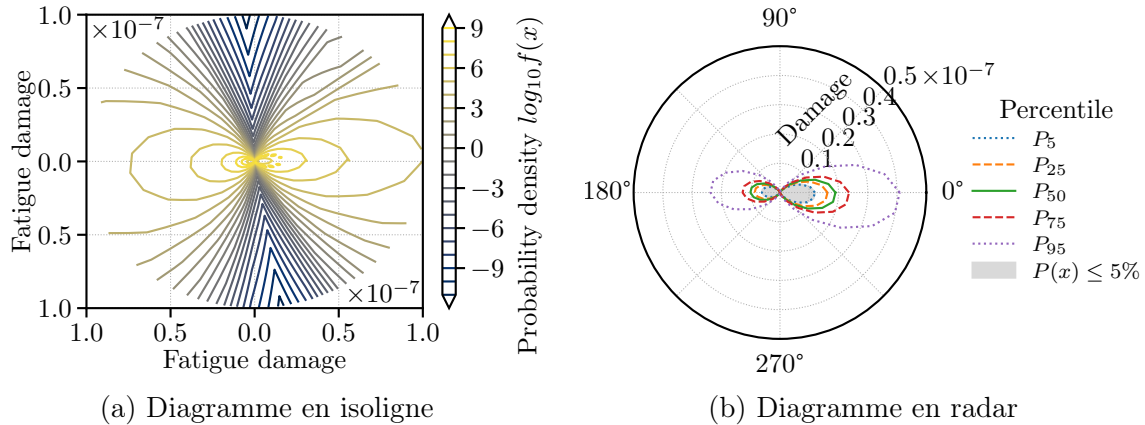 ×10⁻⁷
1.0
0.5
0.0
0.5
1.0
Fatigue damage
×10⁻⁷
1.0 0.5 0.0 0.5 1.0
Fatigue damage
9
6
3
0
−3
−6
−9
Probability density log₁₀f(x)
(a) Diagramme en isoligne
90°
180°
0°
270°
Damage
0.1
0.2
0.3
0.4
0.5 ×10⁻⁷
Percentile
P₅
P₂₅
P₅₀
P₇₅
P₉₅
P(x) ≤ 5%
(b) Diagramme en radar